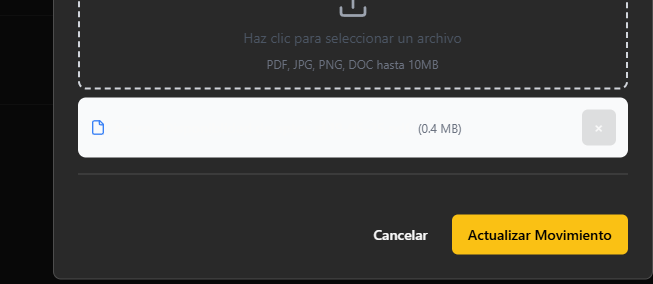 Haz clic para seleccionar un archivo
PDF, JPG, PNG, DOC hasta 10MB
(0.4 MB)
×
Cancelar
Actualizar Movimiento